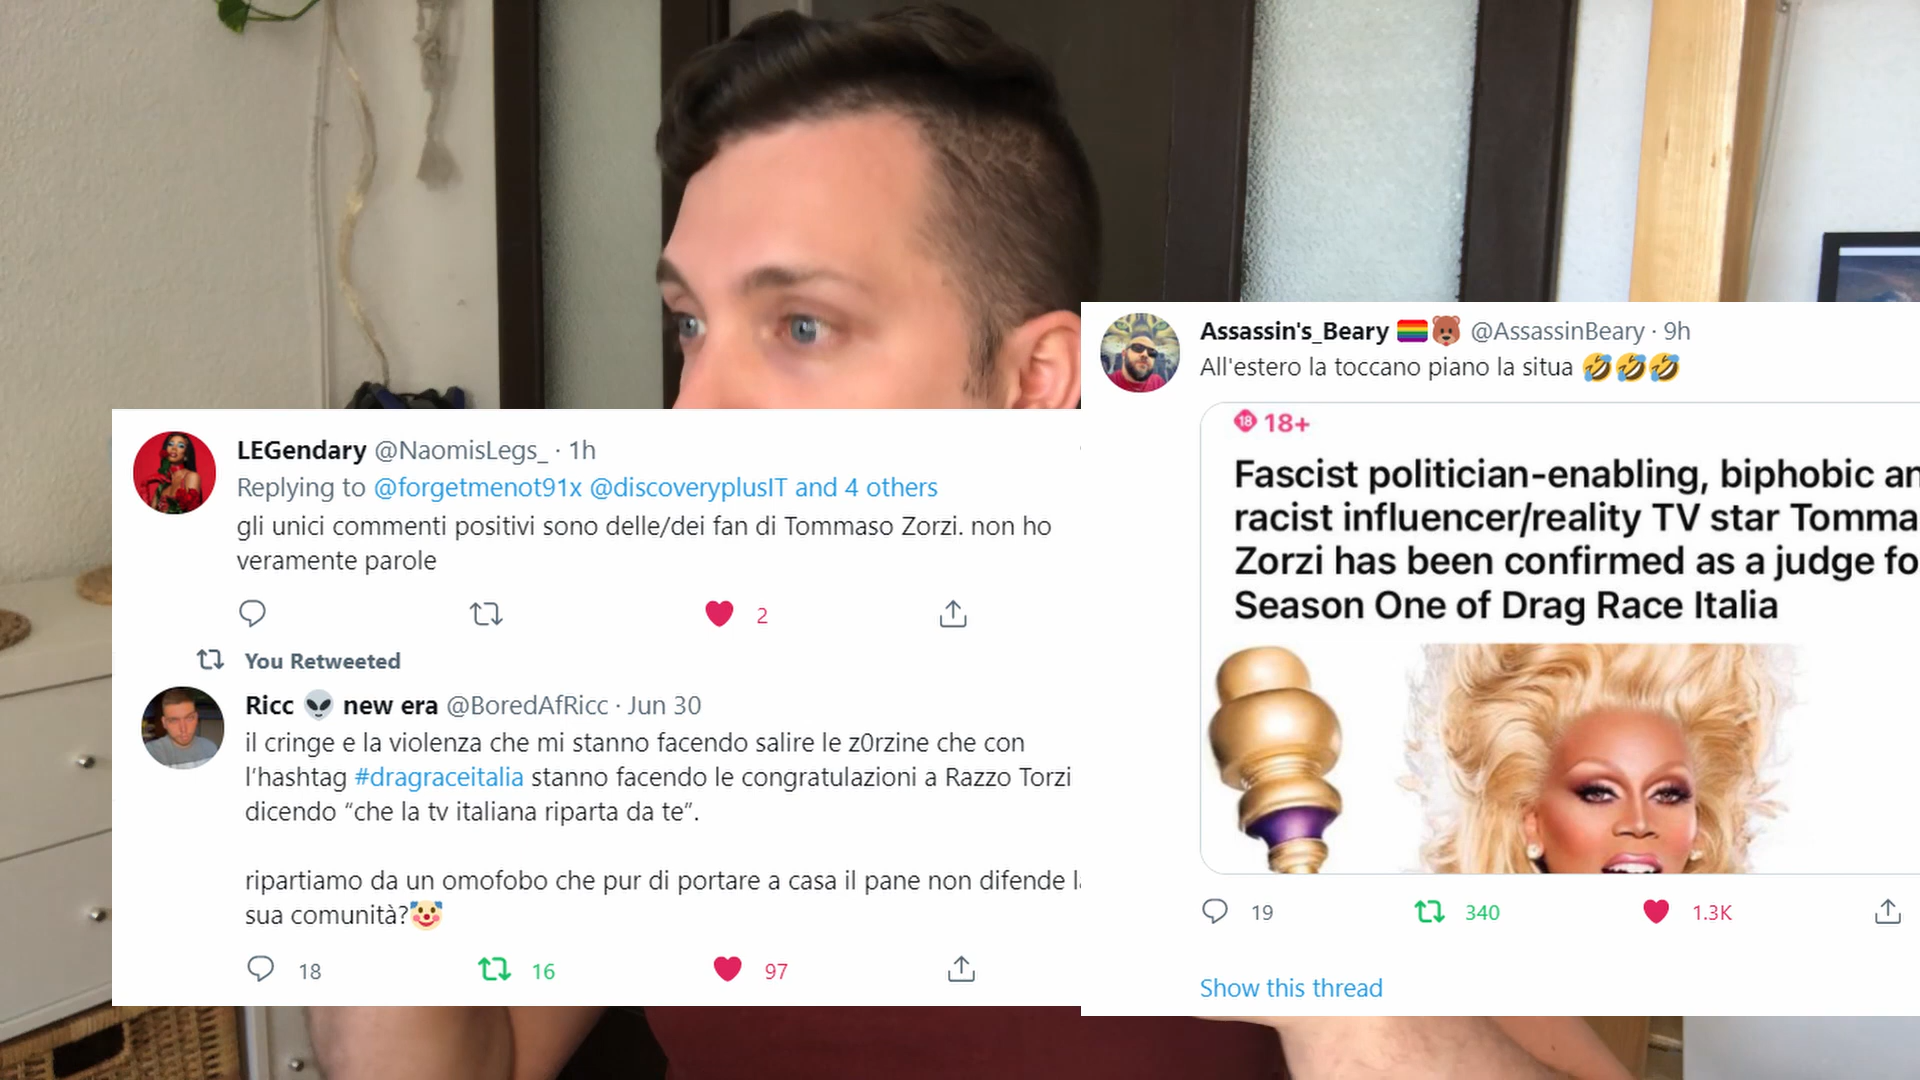 LEGendary @NaomisLegs_ · 1h
Replying to @forgetmenot91x @discoveryplusIT and 4 others
gli unici commenti positivi sono delle/dei fan di Tommaso Zorzi. non ho
veramente parole
2
You Retweeted
Ricc 👽 new era @BoredAfRicc · Jun 30
il cringe e la violenza che mi stanno facendo salire le z0rzine che con
l'hashtag #dragraceitalia stanno facendo le congratulazioni a Razzo Torzi
dicendo “che la tv italiana riparta da te”.
ripartiamo da un omofobo che pur di portare a casa il pane non difende l
sua comunità?🤡
18 16 97
Assassin's_Beary 🏳️‍🌈🐻 @AssassinBeary · 9h
All'estero la toccano piano la situa 🤣🤣🤣
18 18+
Fascist politician-enabling, biphobic an
racist influencer/reality TV star Tomma
Zorzi has been confirmed as a judge fo
Season One of Drag Race Italia
19 340 1.3K
Show this thread